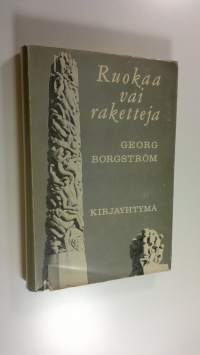 Ruokaa
vai
raketteja
GEORG
BORGSTRÖM
KIRJAYHTYMÄ